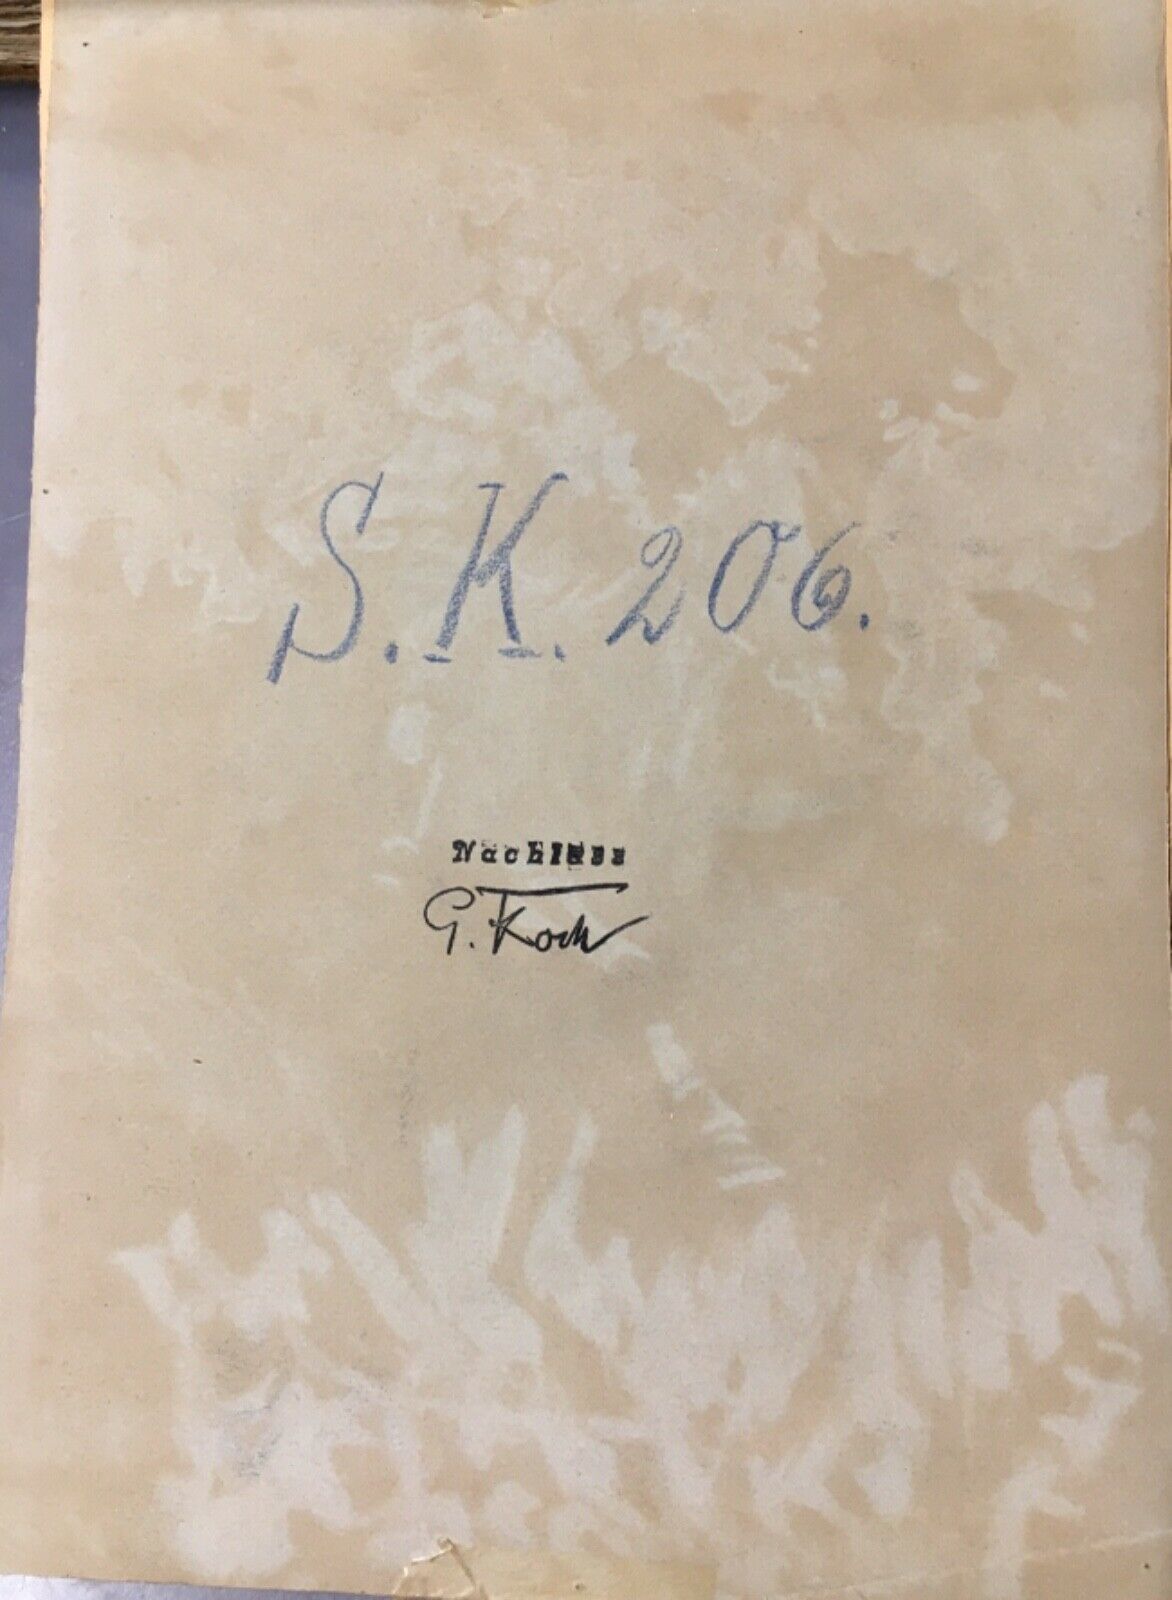 S. K. 206.
Nachlass
G. Koch